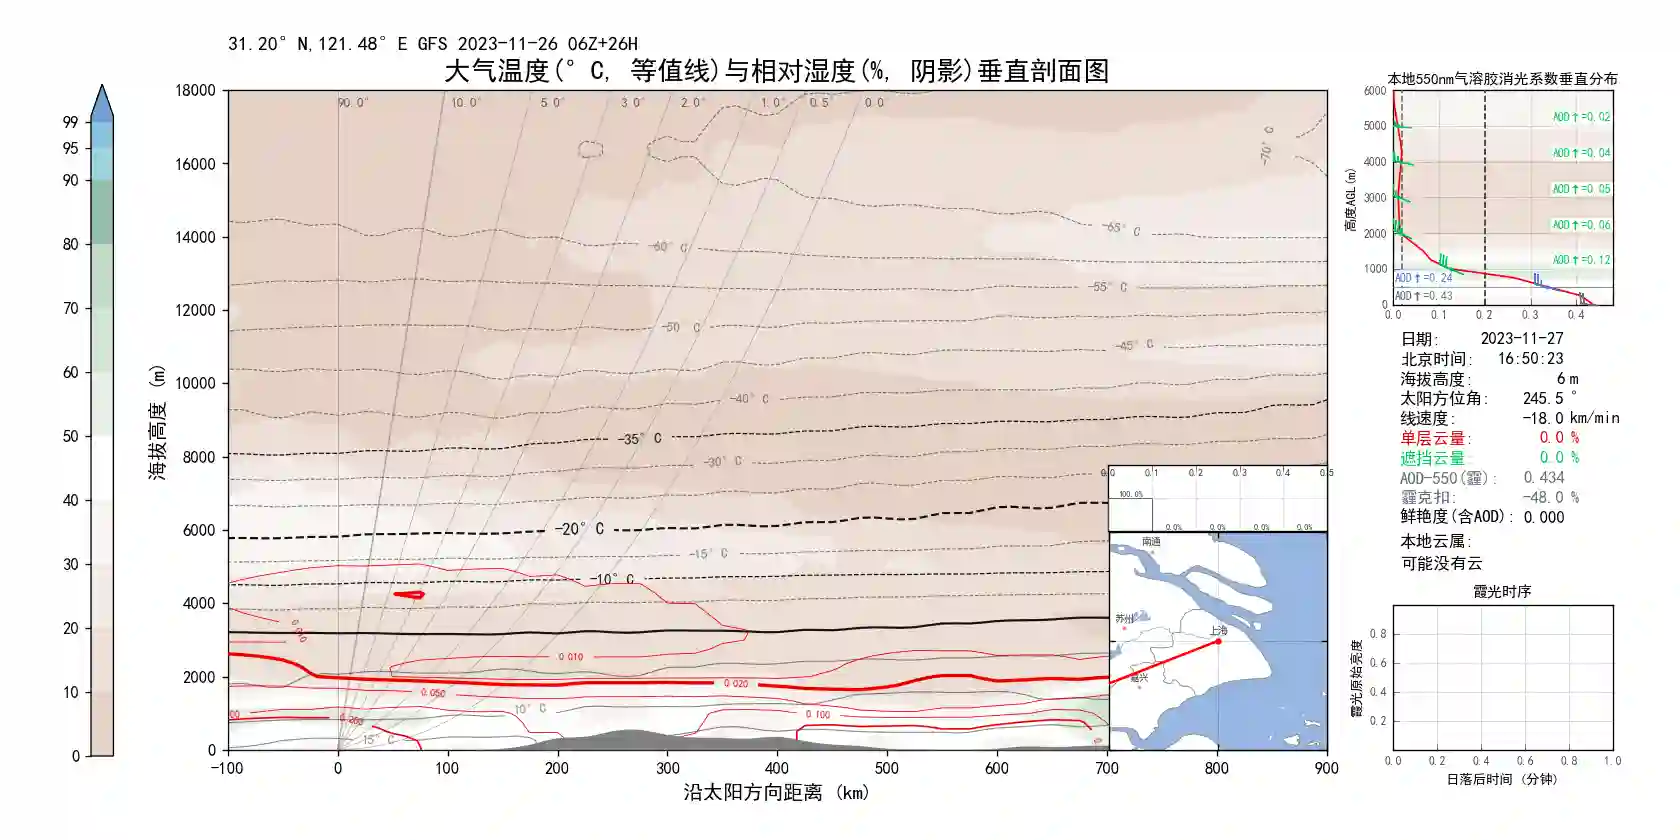 31.20° N,121.48° E GFS 2023-11-26 06Z+26H
大气温度(° C, 等值线)与相对湿度(%, 阴影)垂直剖面图
99
95
90
80
70
60
50
40
30
20
10
0
海拔高度 (m)
18000
16000
14000
12000
10000
8000
6000
4000
2000
0
90.0° 10.0° 5.0° 3.0° 2.0° 1.0° 0.5° 0.0
-70° C
-65° C
-60° C
-55° C
-50° C
-45° C
-40° C
-35° C
-30° C
-20° C
-15° C
-10° C
0.010
0.010
0.020
0.050
10° C
0.100
0.200
15° C
-100 0 100 200 300 400 500 600 700 800 900
沿太阳方向距离 (km)
0.0 0.1 0.2 0.3 0.4 0.5
100.0%
0.0% 0.0% 0.0% 0.0%
南通
苏州
上海
嘉兴
本地550nm气溶胶消光系数垂直分布
高度AGL(m)
6000
5000
4000
3000
2000
1000
0
AOD↑=0.02
AOD↑=0.04
AOD↑=0.05
AOD↑=0.06
AOD↑=0.12
AOD↑=0.24
AOD↑=0.43
0.0 0.1 0.2 0.3 0.4
日期: 2023-11-27
北京时间: 16:50:23
海拔高度: 6 m
太阳方位角: 245.5 °
线速度: -18.0 km/min
单层云量: 0.0 %
遮挡云量: 0.0 %
AOD-550(霾): 0.434
霾克扣: -48.0 %
鲜艳度(含AOD): 0.000
本地云属:
可能没有云
霞光时序
霞光原始亮度
0.8
0.6
0.4
0.2
0.0 0.2 0.4 0.6 0.8 1.0
日落后时间 (分钟)